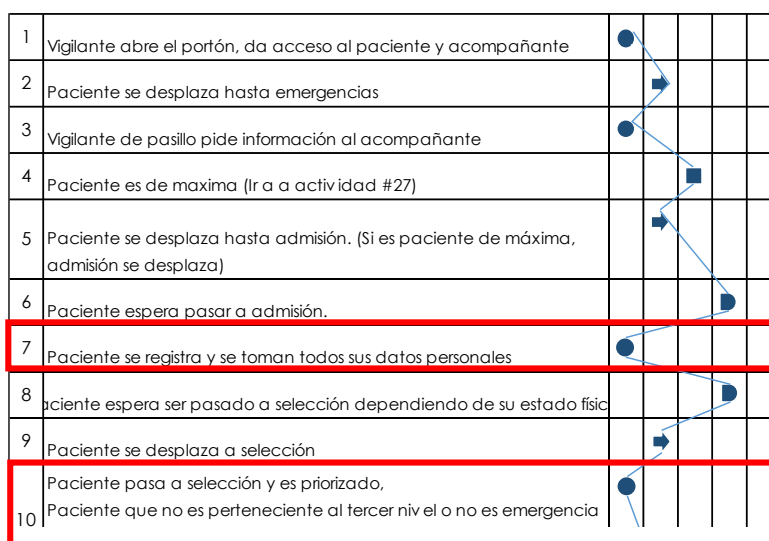 1 Vigilante abre el portón, da acceso al paciente y acompañante
2 Paciente se desplaza hasta emergencias
3 Vigilante de pasillo pide información al acompañante
4 Paciente es de maxima (Ir a a actividad #27)
5 Paciente se desplaza hasta admisión. (Si es paciente de máxima,
admisión se desplaza)
6 Paciente espera pasar a admisión.
7 Paciente se registra y se toman todos sus datos personales
8 aciente espera ser pasado a selección dependiendo de su estado físic
9 Paciente se desplaza a selección
Paciente pasa a selección y es priorizado,
10 Paciente que no es perteneciente al tercer nivel o no es emergencia